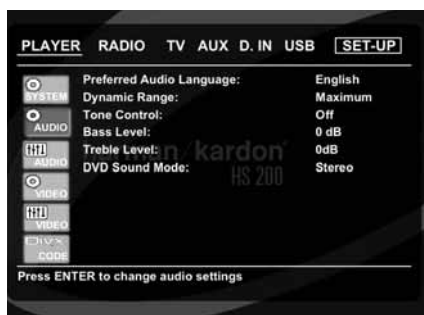 PLAYER RADIO TV AUX D. IN USB SET-UP
SYSTEM
AUDIO
AUDIO
VIDEO
VIDEO
DivX
CODE
Preferred Audio Language: English
Dynamic Range: Maximum
Tone Control: Off
Bass Level: 0 dB
Treble Level: 0dB
DVD Sound Mode: Stereo
harman/kardon
HS 200
Press ENTER to change audio settings